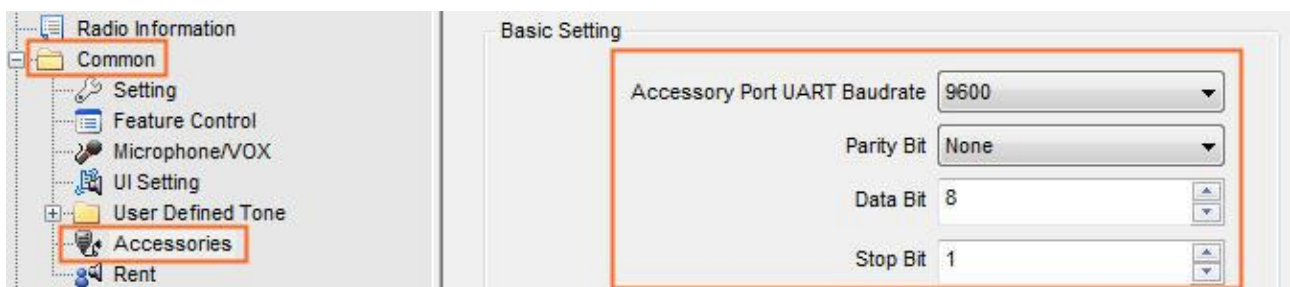 Radio Information
Common
Setting
Feature Control
Microphone/VOX
UI Setting
User Defined Tone
Accessories
Rent
Basic Setting
Accessory Port UART Baudrate 9600
Parity Bit None
Data Bit 8
Stop Bit 1